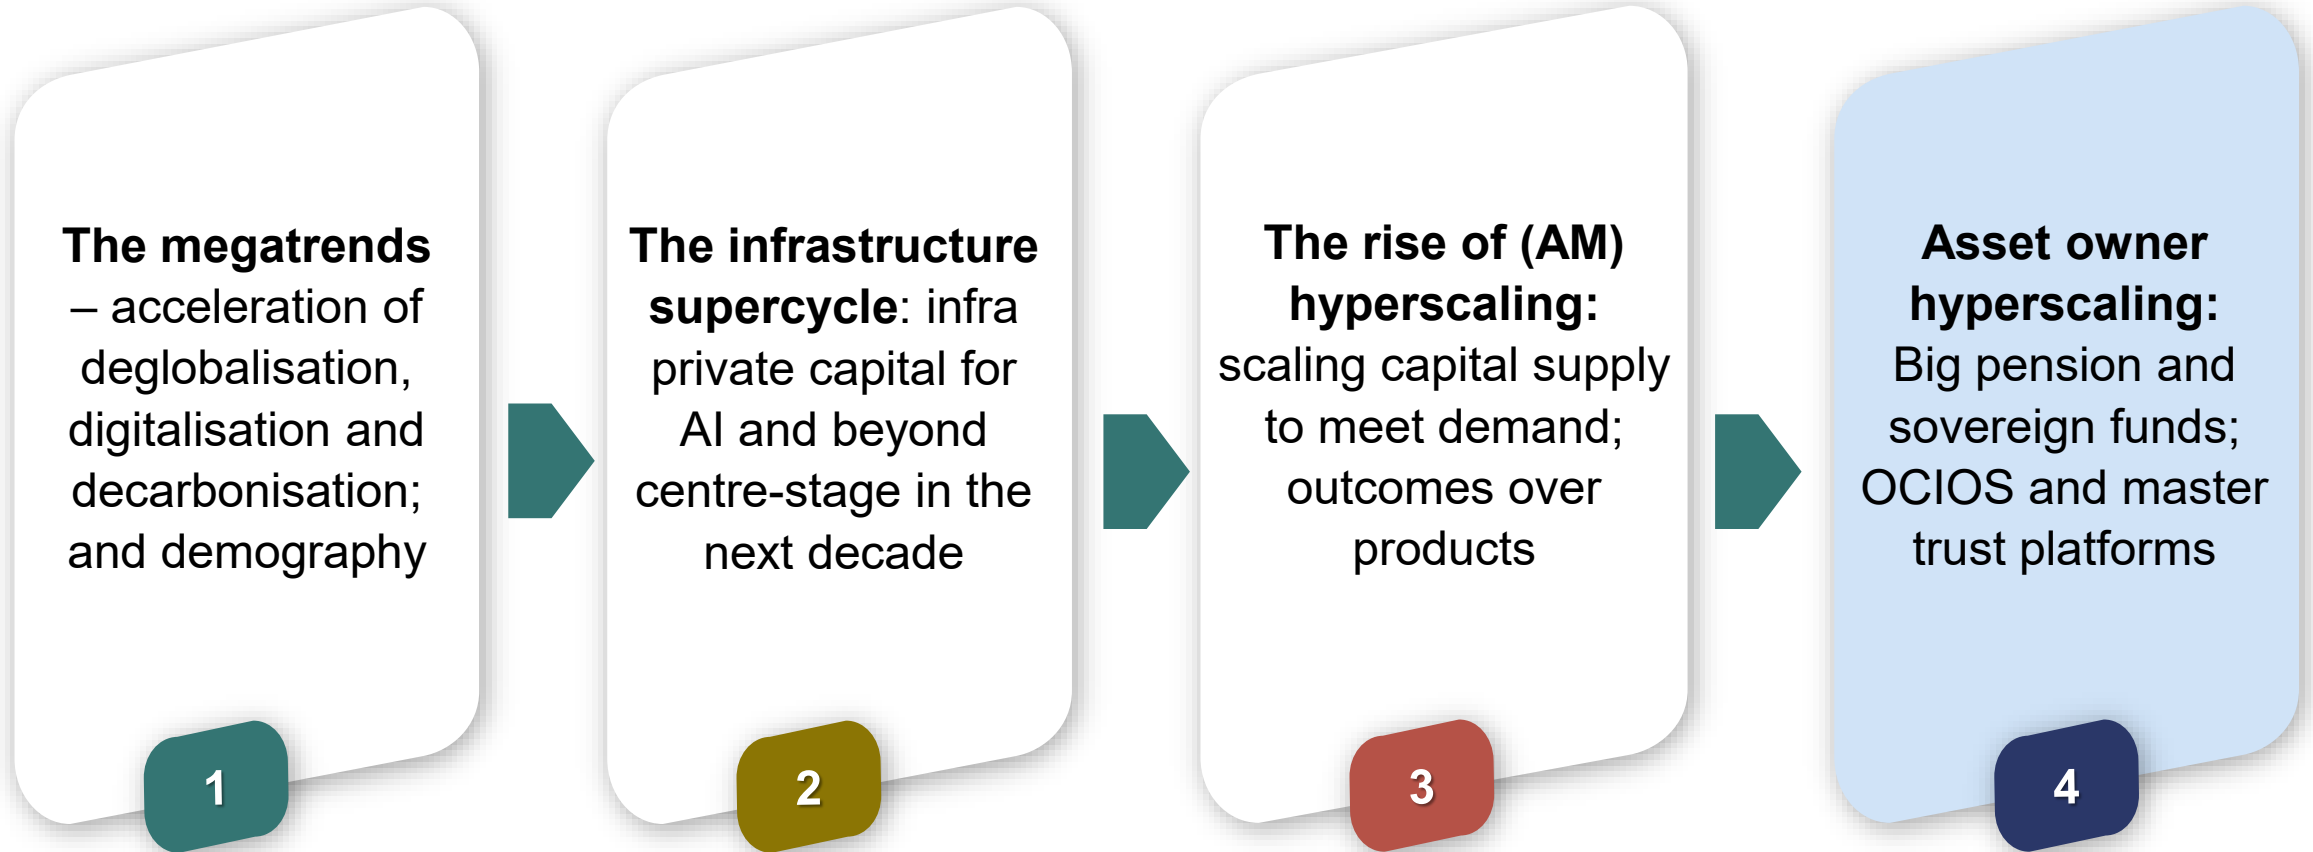 The megatrends
– acceleration of
deglobalisation,
digitalisation and
decarbonisation;
and demography
1
The infrastructure
supercycle: infra
private capital for
AI and beyond
centre-stage in the
next decade
2
The rise of (AM)
hyperscaling:
scaling capital supply
to meet demand;
outcomes over
products
3
Asset owner
hyperscaling:
Big pension and
sovereign funds;
OCIOS and master
trust platforms
4